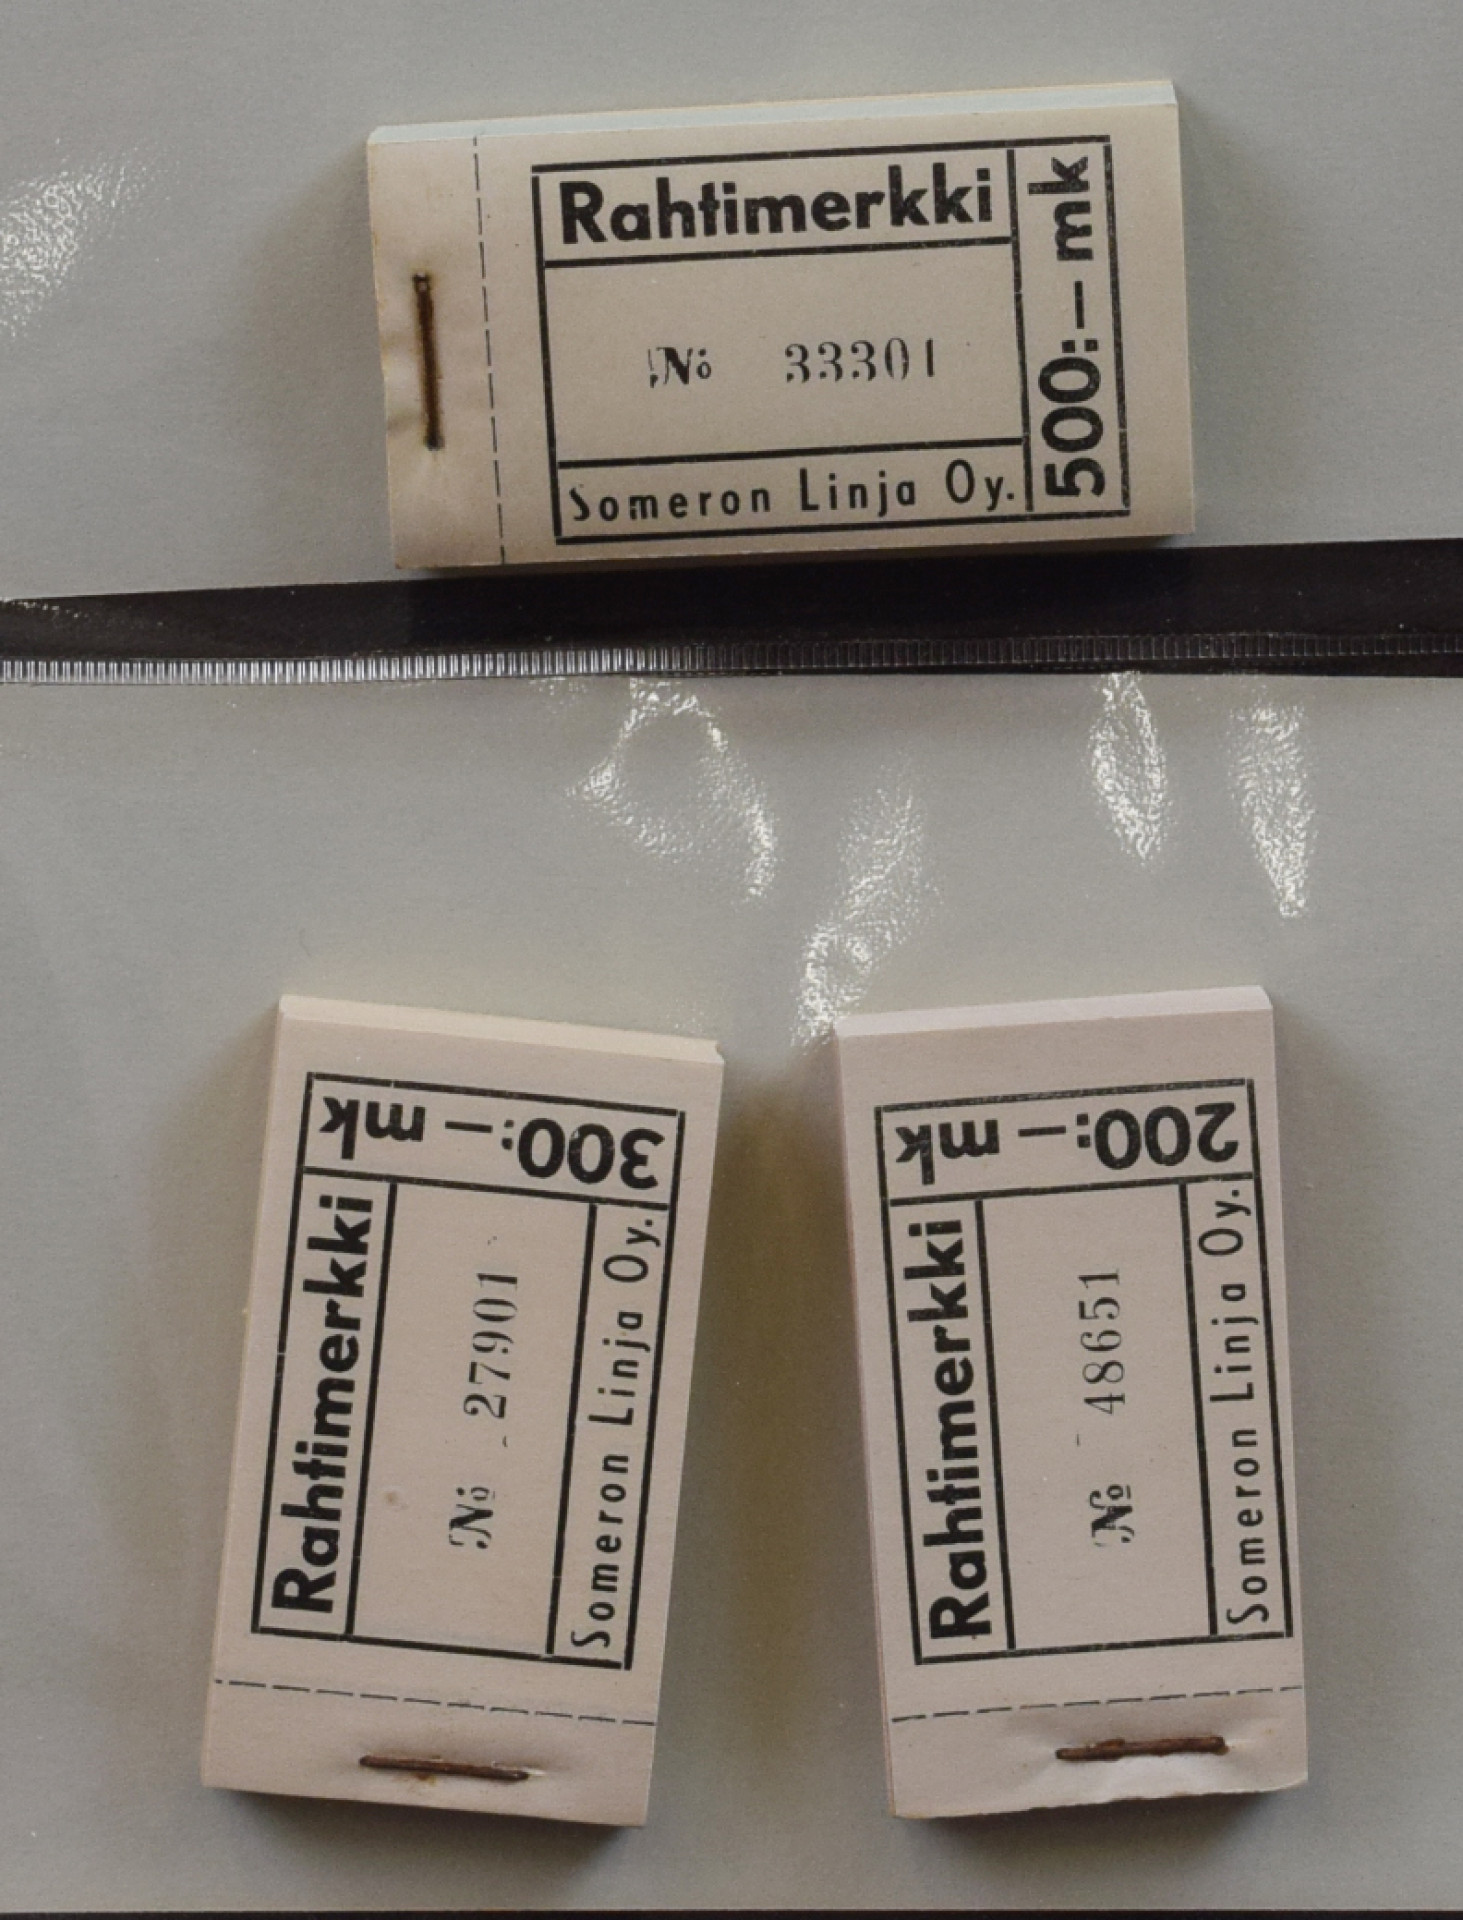 Rahtimerkki
500:– mk
№ 33301
Someron Linja Oy.
300:– mk
Rahtimerkki
№ 27901
Someron Linja Oy.
200:– mk
Rahtimerkki
№ 48651
Someron Linja Oy.